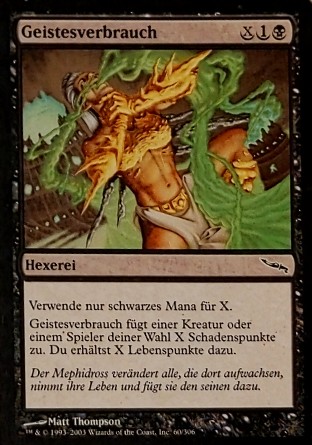 Geistesverbrauch X1
Hexerei
Verwende nur schwarzes Mana für X.
Geistesverbrauch fügt einer Kreatur oder
einem Spieler deiner Wahl X Schadenspunkte
zu. Du erhältst X Lebenspunkte dazu.
Der Mephidross verändert alle, die dort aufwachsen,
nimmt ihre Leben und fügt sie den seinen dazu.
Matt Thompson
™ & © 1993-2003 Wizards of the Coast, Inc. 60/306